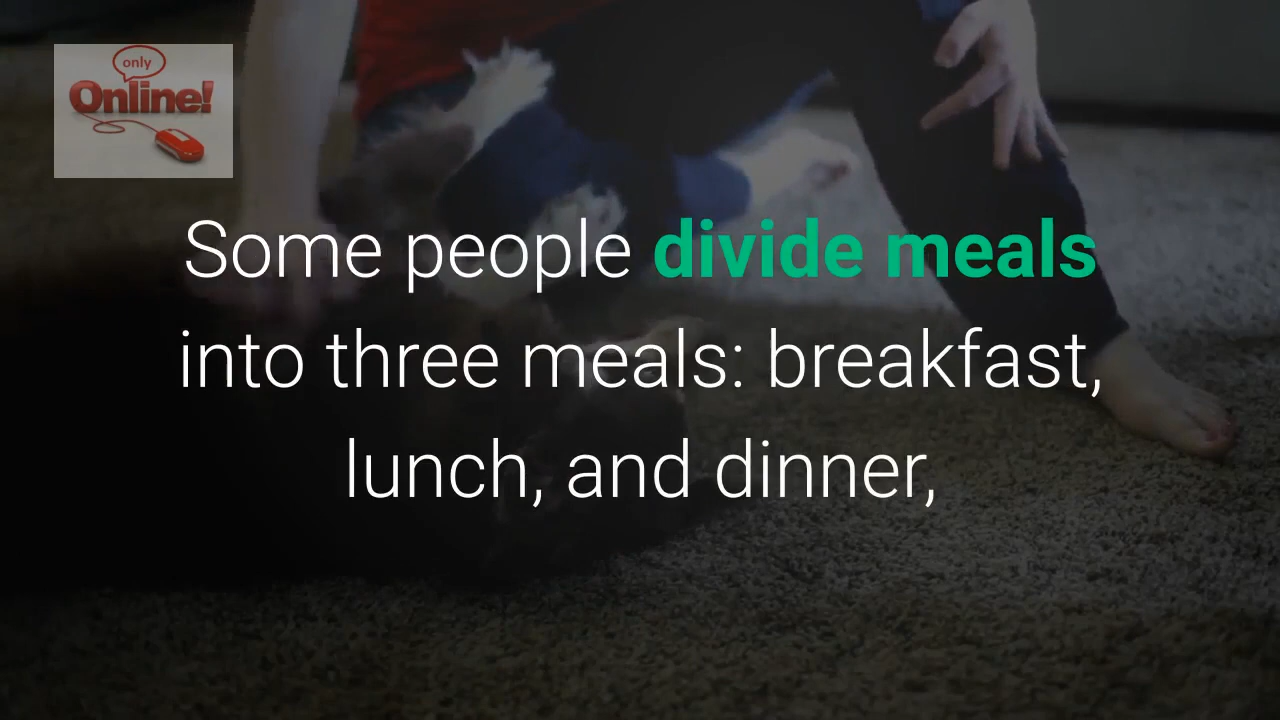 only
Online!
Some people divide meals
into three meals: breakfast,
lunch, and dinner,